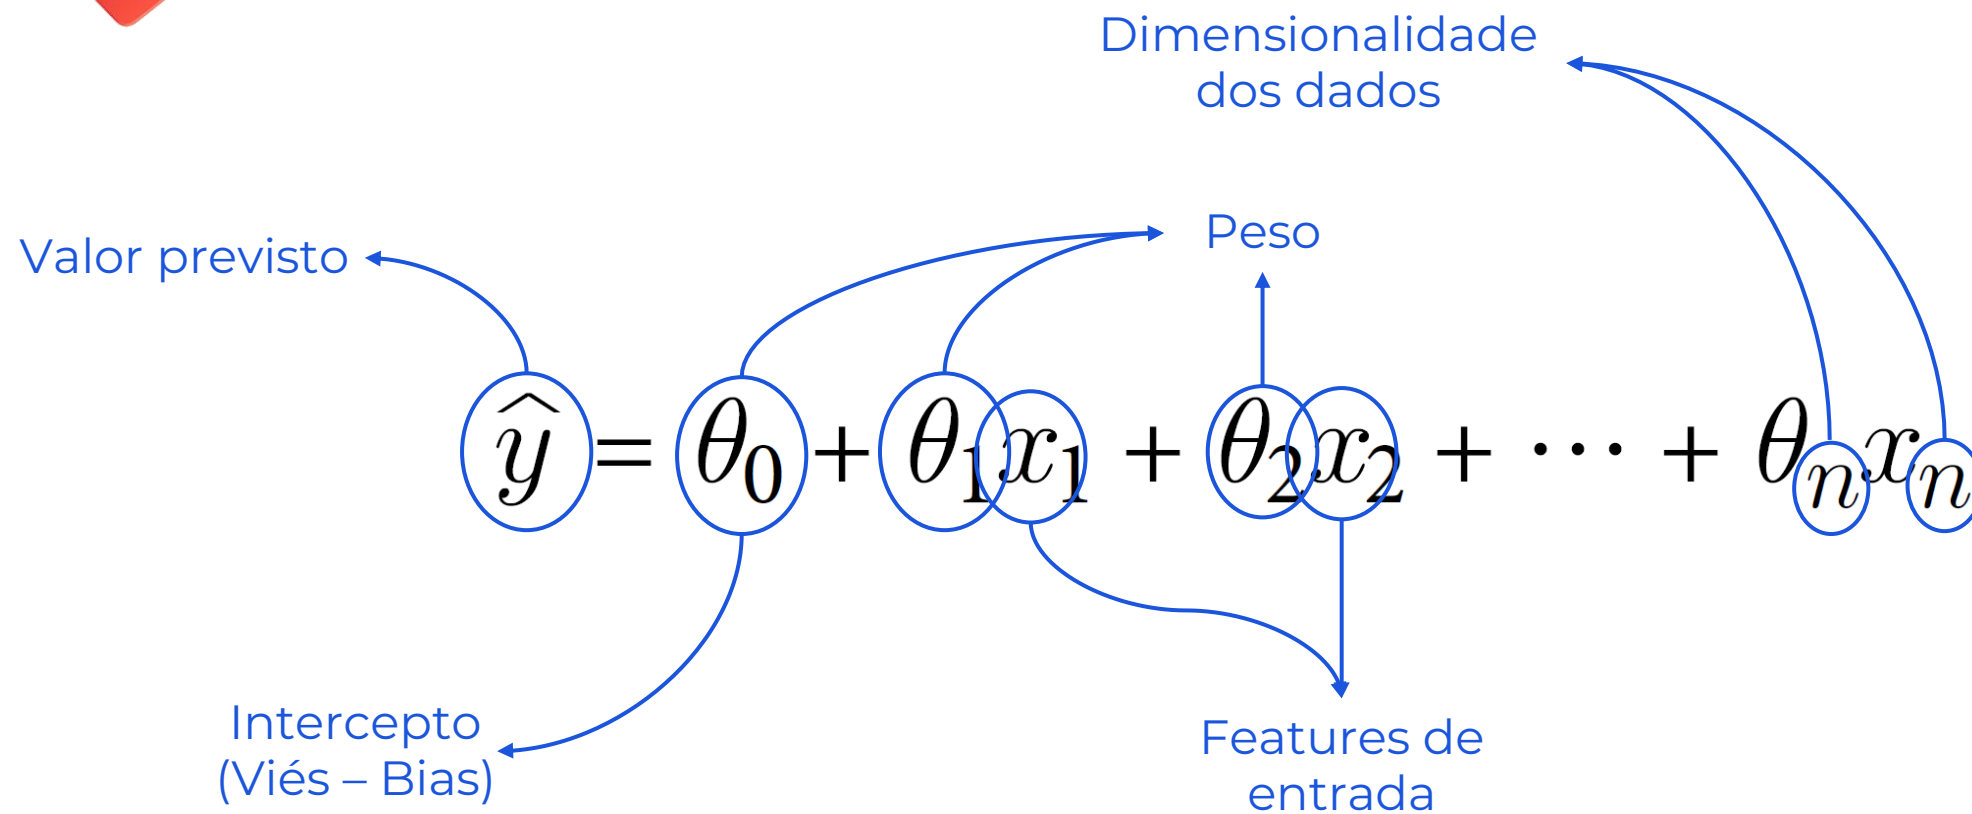 Dimensionalidade
dos dados
Peso
Valor previsto
ŷ = θ₀ + θ₁x₁ + θ₂x₂ + ⋯ + θₙxₙ
Intercepto
(Viés – Bias)
Features de
entrada